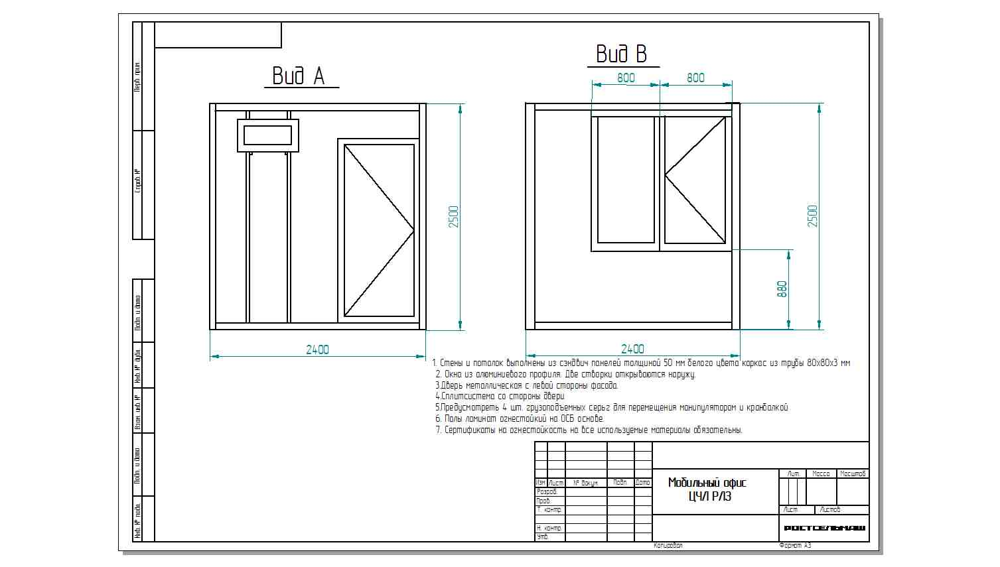 Перв. прим.
Справ. №
Подп. и дата
Инв. № дубл.
Взам. инв. №
Подп. и дата
Инв. № подл.
Вид А
2500
2400
Вид В
800
800
2500
880
2400
1. Стены и потолок выполнены из сэндвич панелей толщиной 50 мм белого цвета каркас из трубы 80х80х3 мм
2. Окна из алюминиевого профиля. Две створки открываются наружу.
3.Дверь металлическая с левой стороны фасада.
4.Сплитсистема со стороны двери
5.Предусмотреть 4 шт. грузоподъемных серьг для перемещения манипулятором и кранбалкой
6. Полы ламинат огнестойкий на ОСБ основе.
7. Сертификаты на огнестойкость на все используемые материалы обязательны.
Изм Лист № докум. Подп. Дата
Разраб.
Пров.
Т. контр.
Н. контр.
Утв.
Мобильный офис
ЦЧЛ РЛЗ
Лит. Масса Масштаб
Лист Листов
РОСТСЕЛЬМАШ
Копировал Формат А3